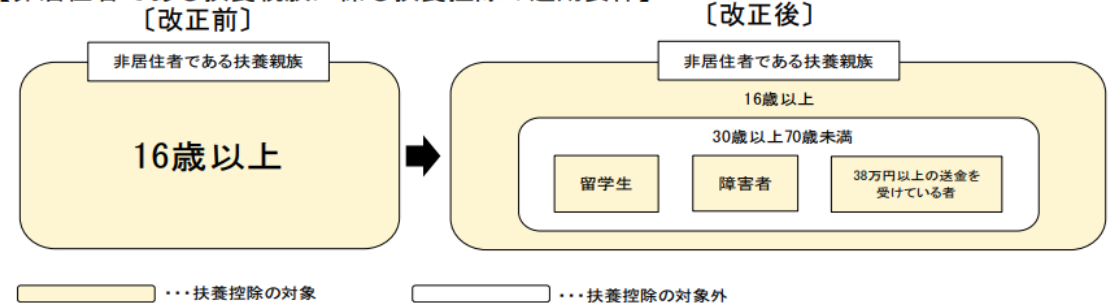 〔改正前〕
〔改正後〕
非居住者である扶養親族
16歳以上
非居住者である扶養親族
16歳以上
30歳以上70歳未満
留学生
障害者
38万円以上の送金を
受けている者
・・・扶養控除の対象
・・・扶養控除の対象外